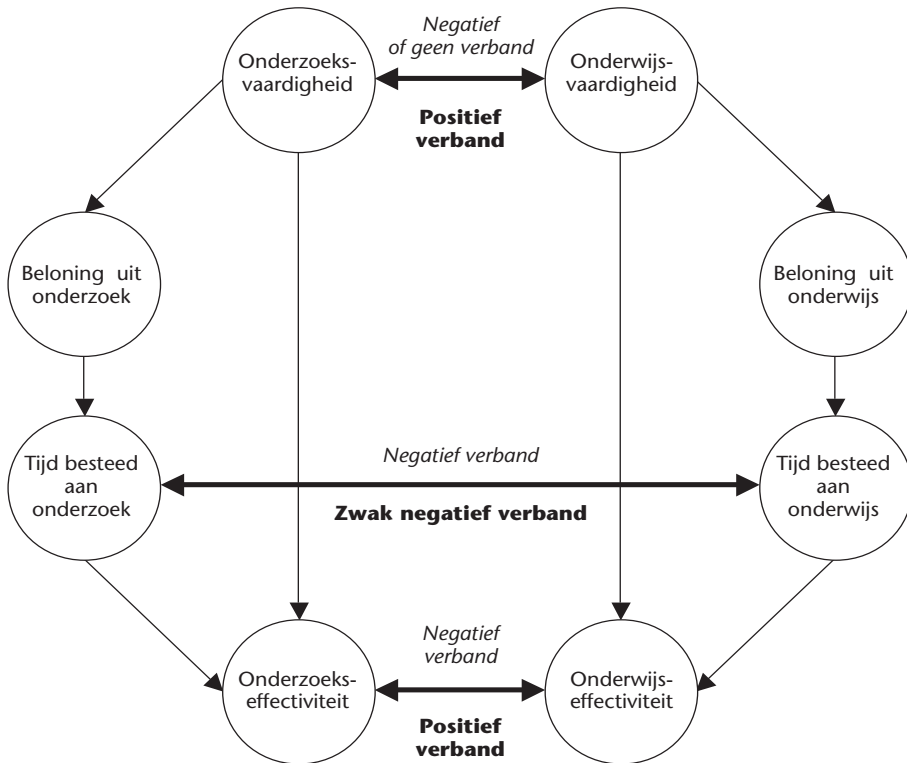 Negatief
of geen verband
Onderzoeks-
vaardigheid
Onderwijs-
vaardigheid
Positief
verband
Beloning uit
onderzoek
Beloning uit
onderwijs
Tijd besteed
aan
onderzoek
Negatief verband
Zwak negatief verband
Tijd besteed
aan
onderwijs
Negatief
verband
Onderzoeks-
effectiviteit
Onderwijs-
effectiviteit
Positief
verband